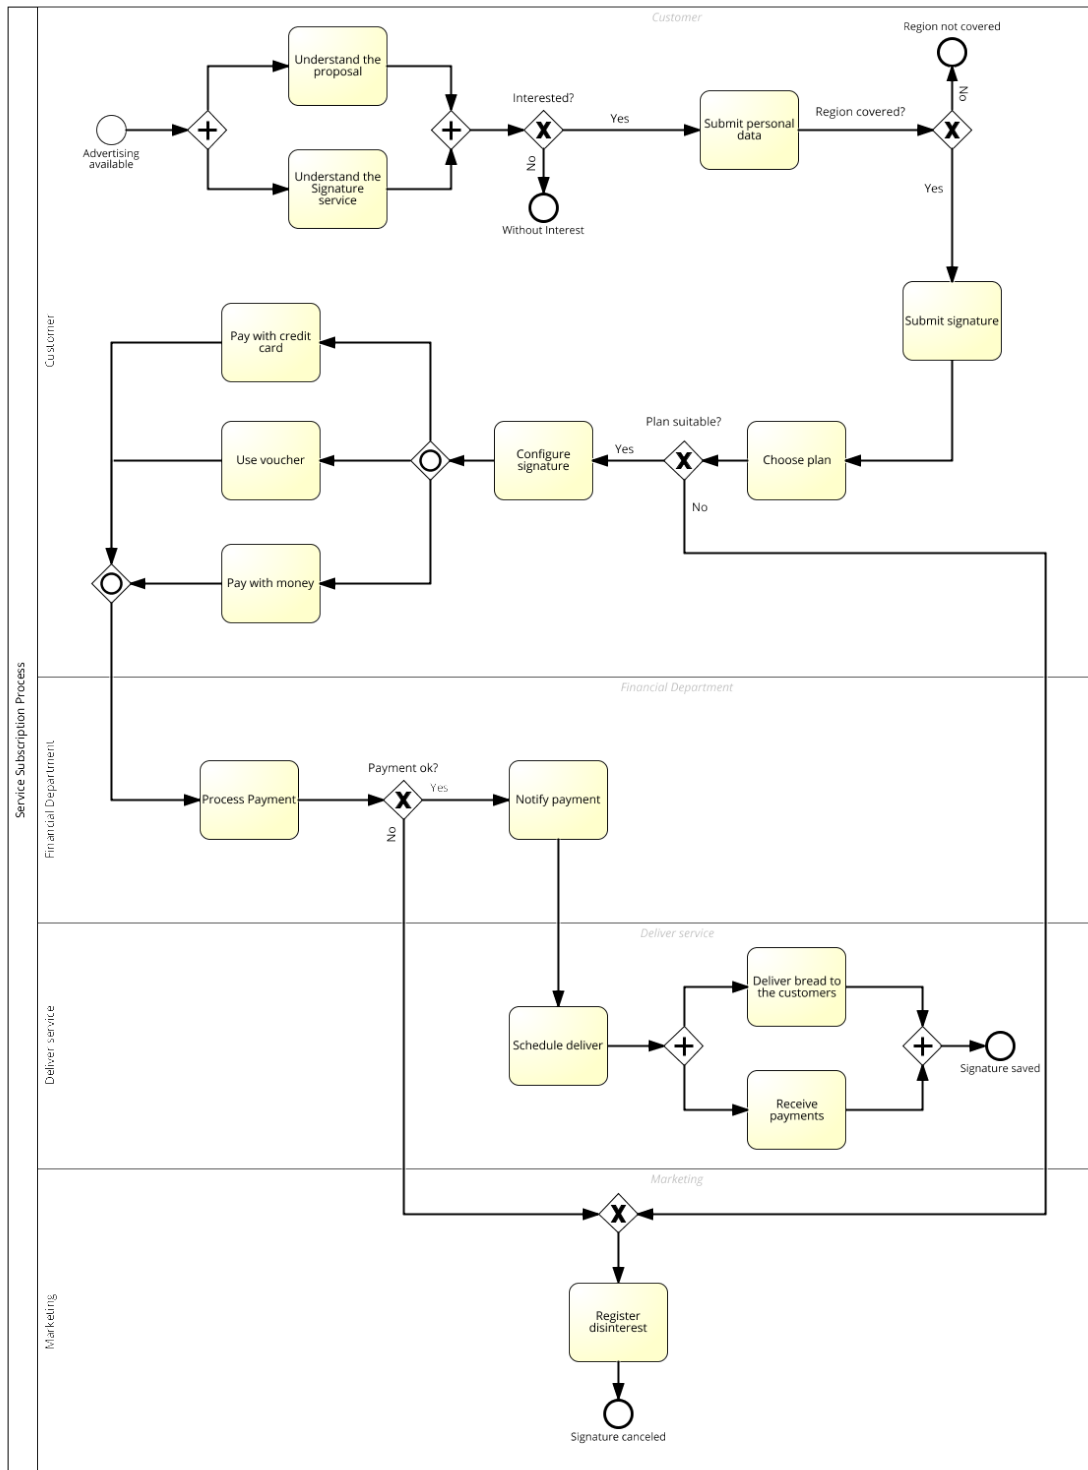 Service Subscription Process
Customer
Customer
Region not covered
No
Understand the
proposal
Interested?
Yes
Submit personal
data
Region covered?
Advertising
available
No
Understand the
Signature
service
Yes
Without Interest
Submit signature
Pay with credit
card
Plan suitable?
Use voucher
Configure
signature
Yes
Choose plan
No
Pay with money
Financial Department
Financial Department
Payment ok?
Yes
Process Payment
Notify payment
No
Deliver service
Deliver service
Deliver bread to
the customers
Schedule deliver
Signature saved
Receive
payments
Marketing
Marketing
Register
disinterest
Signature canceled